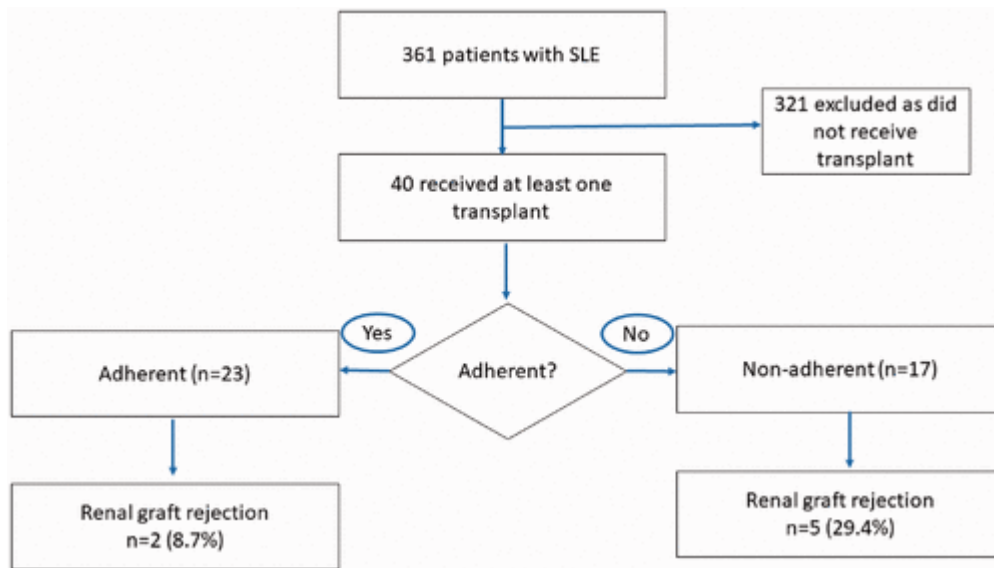 361 patients with SLE
321 excluded as did
not receive
transplant
40 received at least one
transplant
Yes
No
Adherent (n=23)
Adherent?
Non-adherent (n=17)
Renal graft rejection
n=2 (8.7%)
Renal graft rejection
n=5 (29.4%)